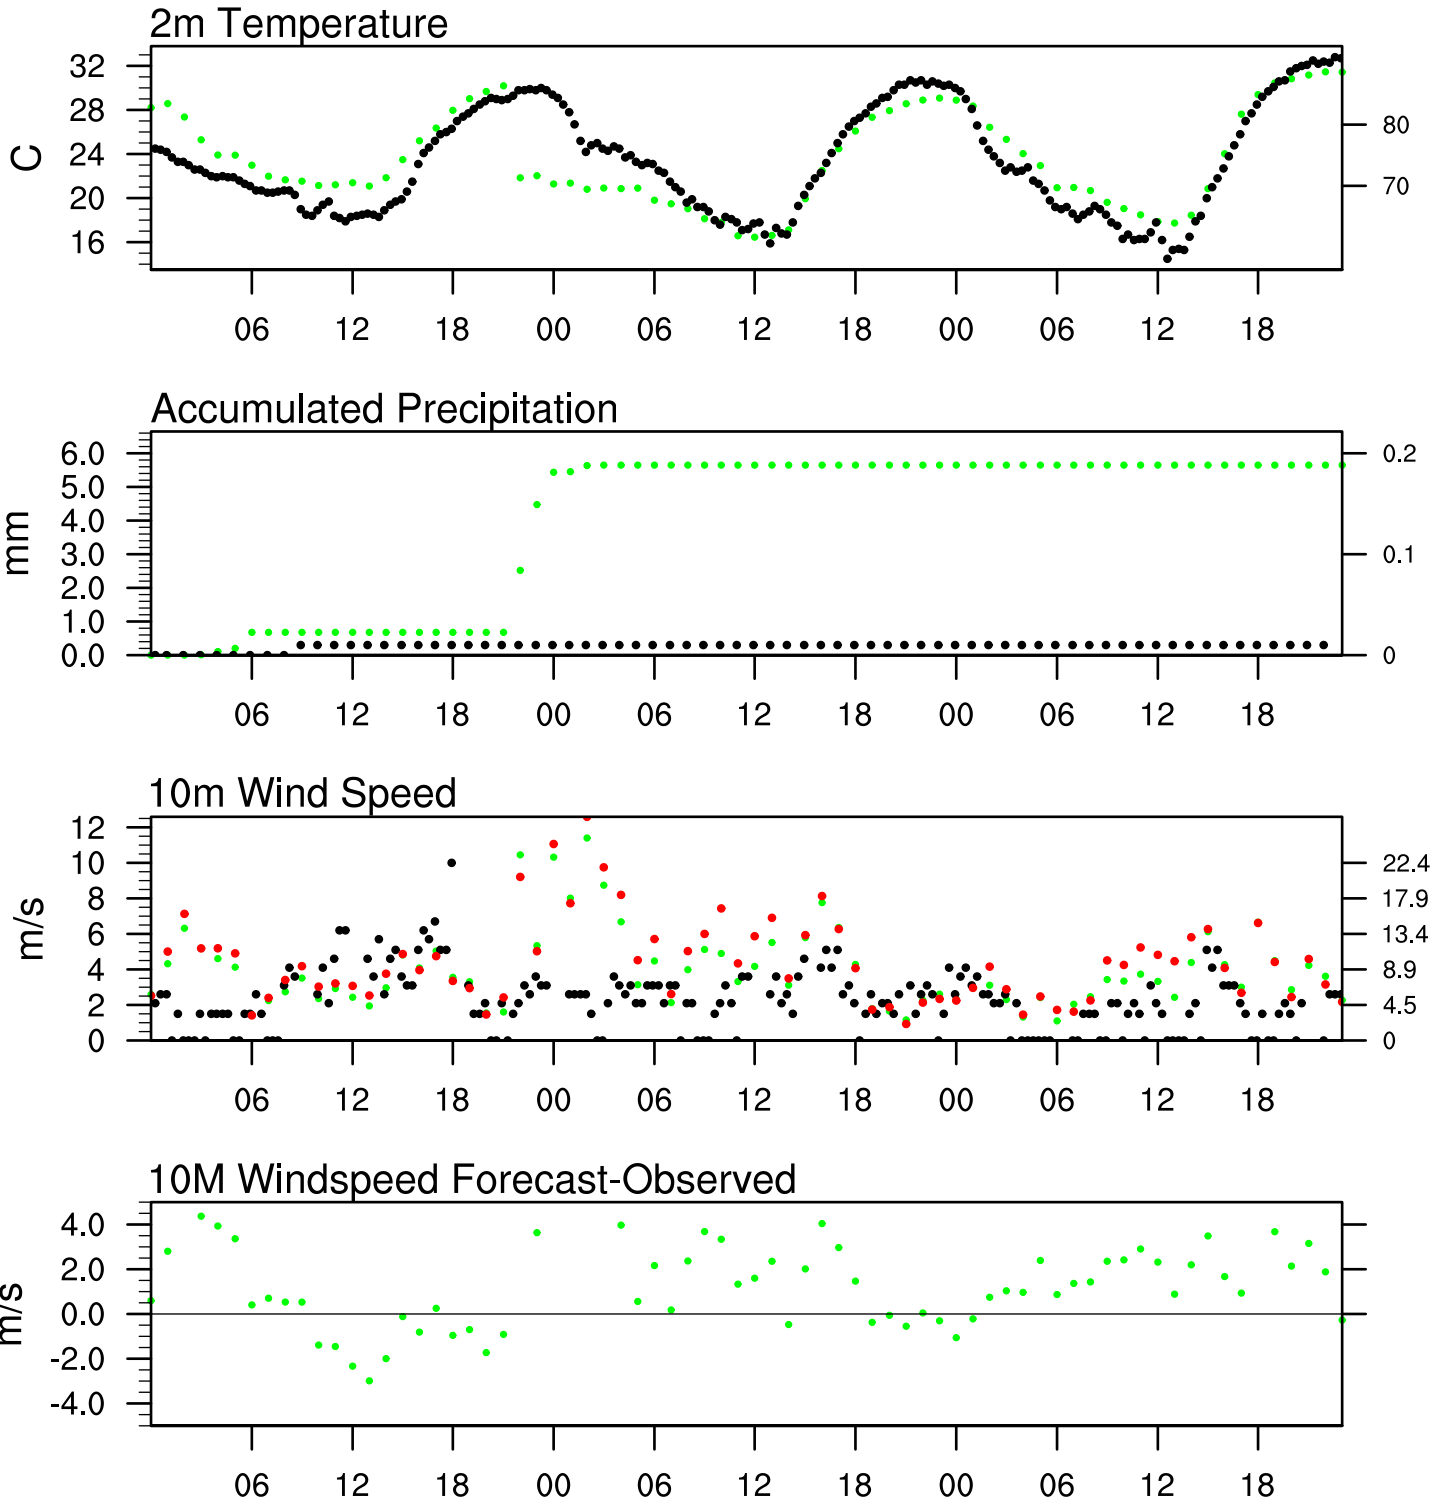 2m Temperature
32
28
24
20
16
C
80
70
06 12 18 00 06 12 18 00 06 12 18
Accumulated Precipitation
6.0
5.0
4.0
3.0
2.0
1.0
0.0
mm
0.2
0.1
0
06 12 18 00 06 12 18 00 06 12 18
10m Wind Speed
12
10
8
6
4
2
0
m/s
22.4
17.9
13.4
8.9
4.5
0
06 12 18 00 06 12 18 00 06 12 18
10M Windspeed Forecast-Observed
4.0
2.0
0.0
-2.0
-4.0
m/s
06 12 18 00 06 12 18 00 06 12 18